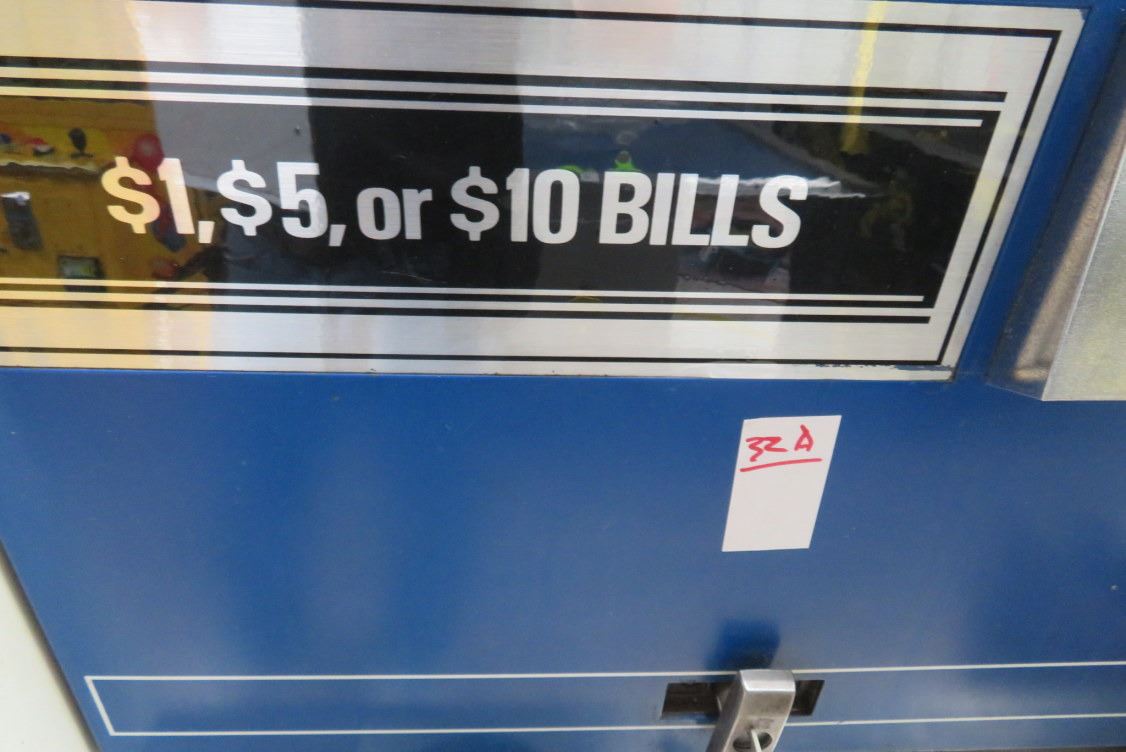 $1, $5, or $10 BILLS
32A